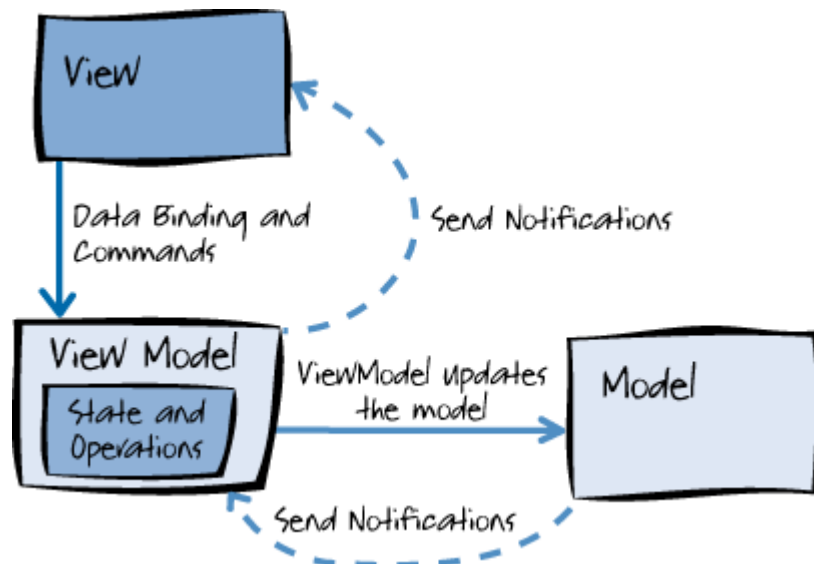 View
Data Binding and
Commands
Send Notifications
View Model
State and
Operations
ViewModel updates
the model
Model
Send Notifications